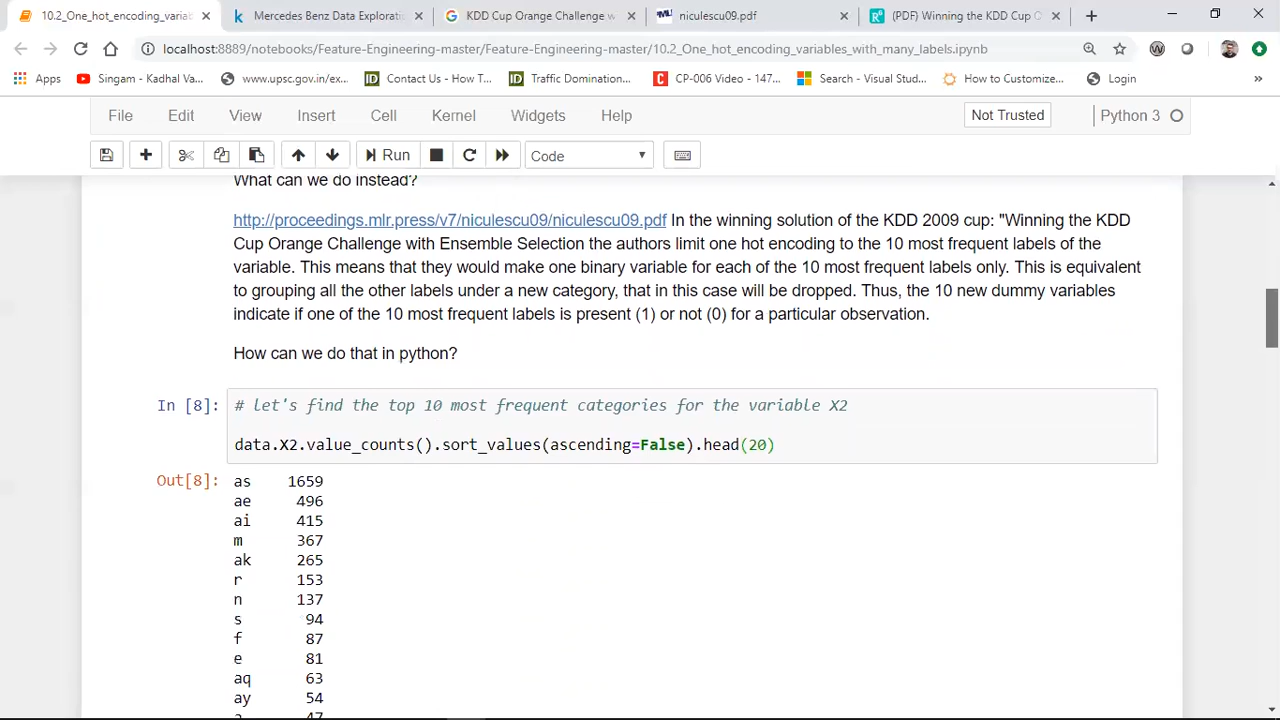 10.2_One_hot_encoding_variab
Mercedes Benz Data Explorati
KDD Cup Orange Challenge w
niculescu09.pdf
(PDF) Winning the KDD Cup O
localhost:8889/notebooks/Feature-Engineering-master/Feature-Engineering-master/10.2_One_hot_encoding_variables_with_many_labels.ipynb
Apps
Singam - Kadhal Va...
www.upsc.gov.in/ex...
Contact Us - How T...
Traffic Domination...
CP-006 Video - 147...
Search - Visual Stud...
How to Customize...
Login
»
File Edit View Insert Cell Kernel Widgets Help
Not Trusted
Python 3
Run
Code
What can we do instead?
http://proceedings.mlr.press/v7/niculescu09/niculescu09.pdf In the winning solution of the KDD 2009 cup: "Winning the KDD
Cup Orange Challenge with Ensemble Selection the authors limit one hot encoding to the 10 most frequent labels of the
variable. This means that they would make one binary variable for each of the 10 most frequent labels only. This is equivalent
to grouping all the other labels under a new category, that in this case will be dropped. Thus, the 10 new dummy variables
indicate if one of the 10 most frequent labels is present (1) or not (0) for a particular observation.
How can we do that in python?
In [8]: # let's find the top 10 most frequent categories for the variable X2
data.X2.value_counts().sort_values(ascending=False).head(20)
Out[8]: as 1659
ae 496
ai 415
m 367
ak 265
r 153
n 137
s 94
f 87
e 81
aq 63
ay 54
a 47